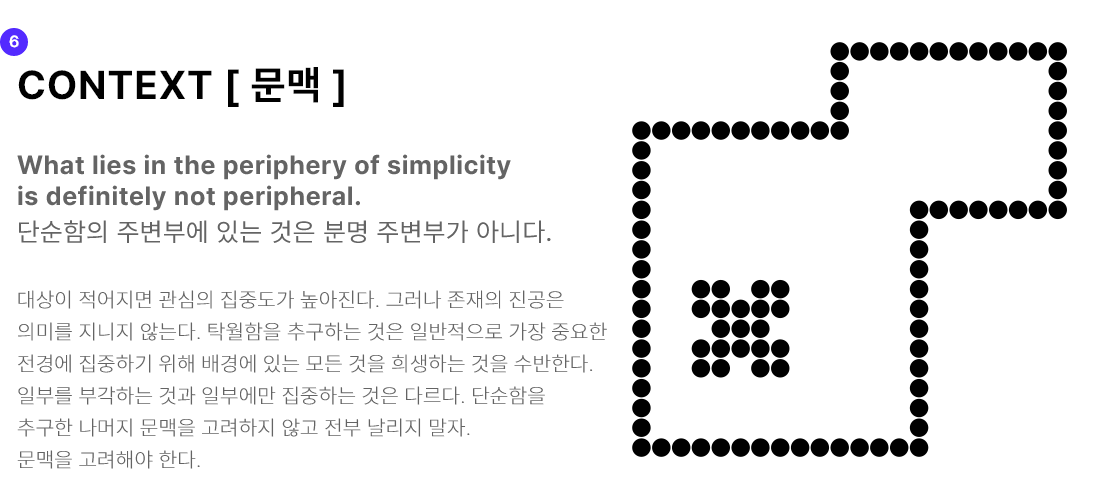 6
CONTEXT [ 문맥 ]
What lies in the periphery of simplicity
is definitely not peripheral.
단순함의 주변부에 있는 것은 분명 주변부가 아니다.
대상이 적어지면 관심의 집중도가 높아진다. 그러나 존재의 진공은
의미를 지니지 않는다. 탁월함을 추구하는 것은 일반적으로 가장 중요한
전경에 집중하기 위해 배경에 있는 모든 것을 희생하는 것을 수반한다.
일부를 부각하는 것과 일부에만 집중하는 것은 다르다. 단순함을
추구한 나머지 문맥을 고려하지 않고 전부 날리지 말자.
문맥을 고려해야 한다.